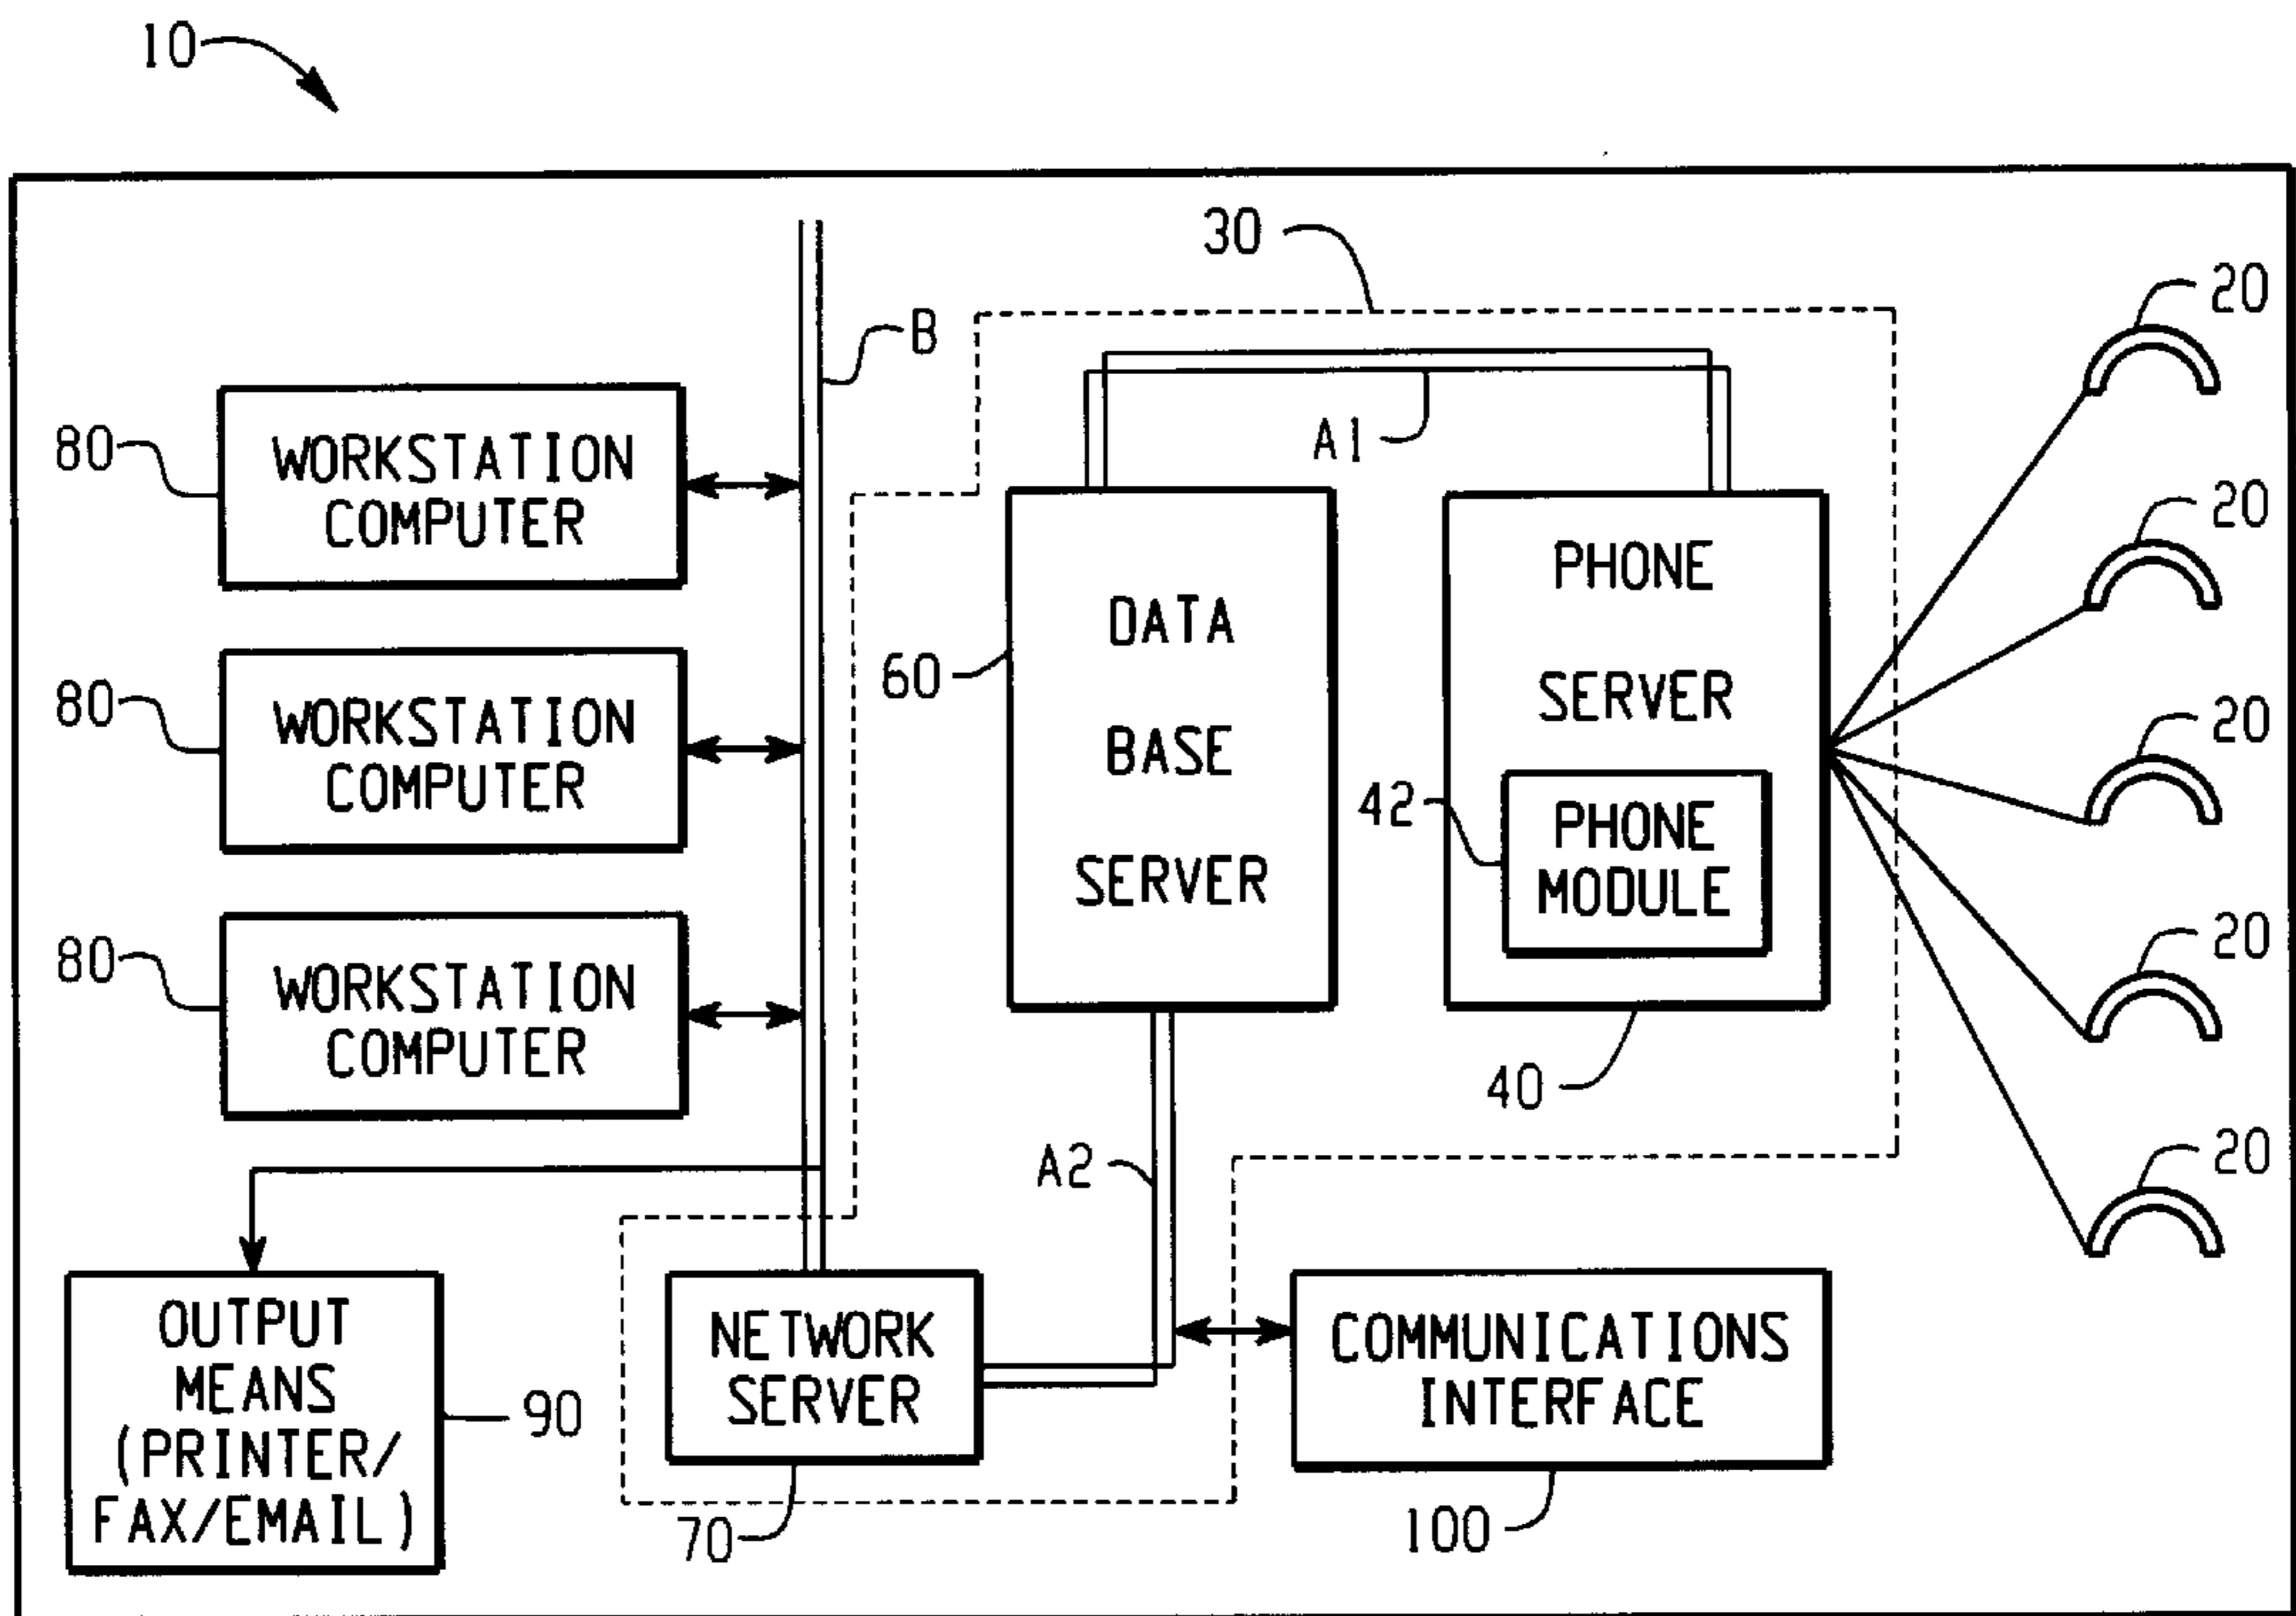 10
30
20
B
80
WORKSTATION
COMPUTER
A1
20
80
WORKSTATION
COMPUTER
60
DATA
BASE
SERVER
PHONE
SERVER
42
PHONE
MODULE
20
80
WORKSTATION
COMPUTER
20
40
A2
20
OUTPUT
MEANS
(PRINTER/
FAX/EMAIL)
90
NETWORK
SERVER
70
COMMUNICATIONS
INTERFACE
100